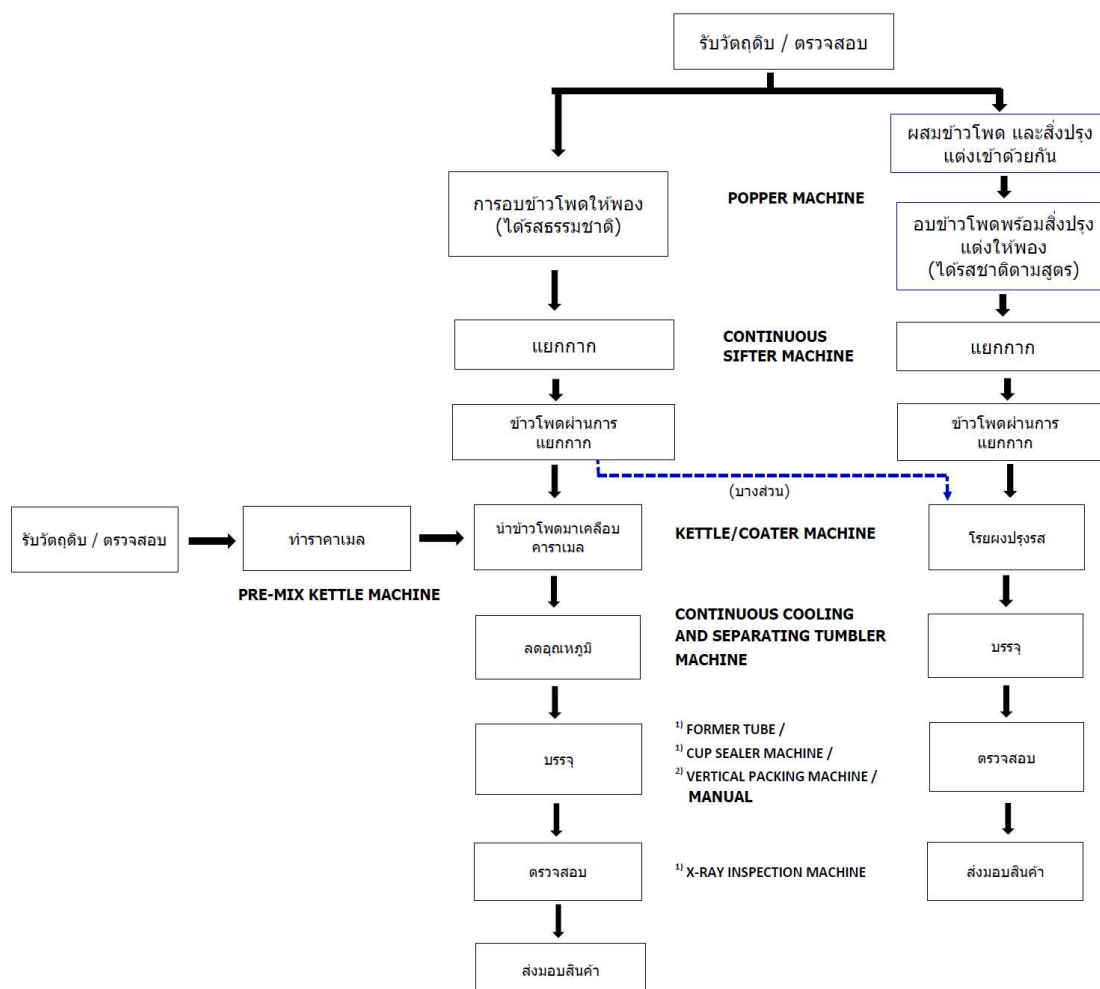 รับวัตถุดิบ / ตรวจสอบ
ผสมข้าวโพด และสิ่งปรุง
แต่งเข้าด้วยกัน
การอบข้าวโพดให้พอง
(ได้รสธรรมชาติ)
POPPER MACHINE
อบข้าวโพดพร้อมสิ่งปรุง
แต่งให้พอง
(ได้รสชาติตามสูตร)
แยกกาก
CONTINUOUS
SIFTER MACHINE
แยกกาก
ข้าวโพดผ่านการ
แยกกาก
ข้าวโพดผ่านการ
แยกกาก
(บางส่วน)
รับวัตถุดิบ / ตรวจสอบ
ทำราคาเมล
นำข้าวโพดมาเคลือบ
คาราเมล
KETTLE/COATER MACHINE
โรยผงปรุงรส
PRE-MIX KETTLE MACHINE
ลดอุณหภูมิ
CONTINUOUS COOLING
AND SEPARATING TUMBLER
MACHINE
บรรจุ
บรรจุ
1) FORMER TUBE /
1) CUP SEALER MACHINE /
2) VERTICAL PACKING MACHINE /
MANUAL
ตรวจสอบ
ตรวจสอบ
1) X-RAY INSPECTION MACHINE
ส่งมอบสินค้า
ส่งมอบสินค้า